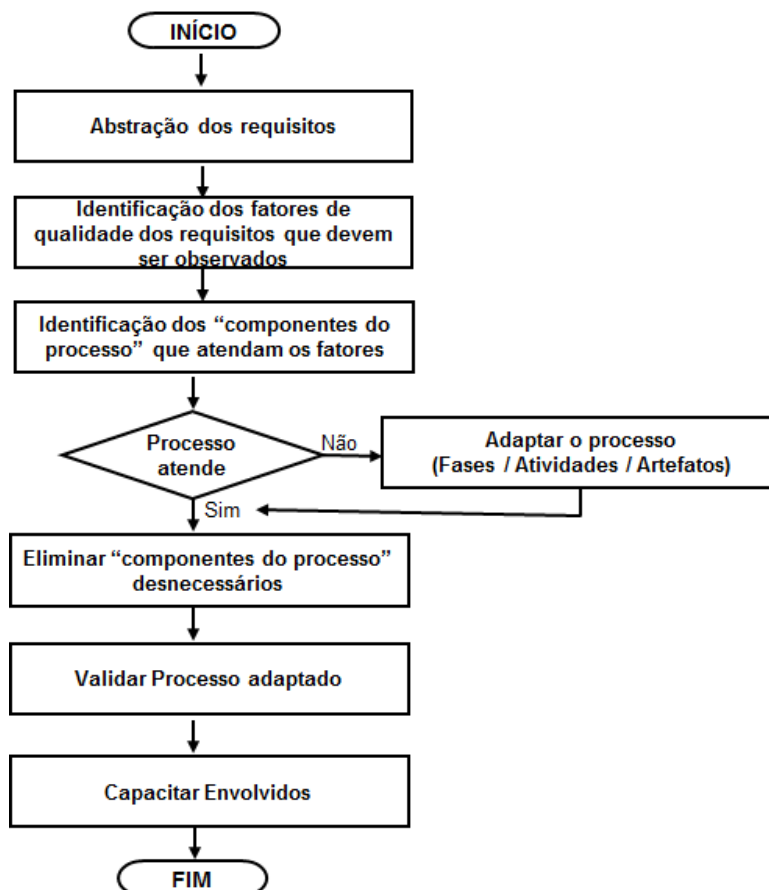 INÍCIO
Abstração dos requisitos
Identificação dos fatores de
qualidade dos requisitos que devem
ser observados
Identificação dos “componentes do
processo” que atendam os fatores
Processo
atende
Não
Adaptar o processo
(Fases / Atividades / Artefatos)
Sim
Eliminar “componentes do processo”
desnecessários
Validar Processo adaptado
Capacitar Envolvidos
FIM